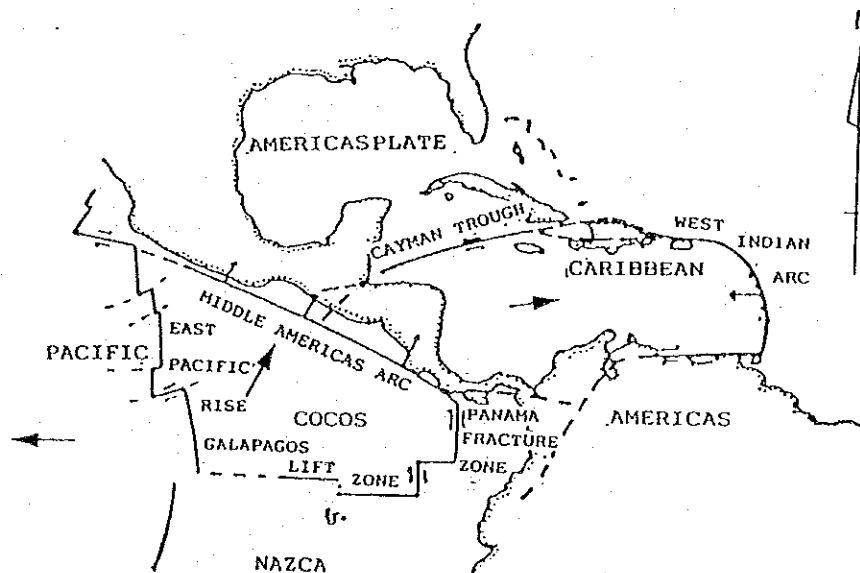 AMERICASPLATE
CAYMAN TROUGH
WEST
INDIAN
ARC
CARIBBEAN
MIDDLE AMERICAS ARC
EAST
PACIFIC
PACIFIC
RISE
COCOS
PANAMA
FRACTURE
ZONE
AMERICAS
GALAPAGOS
LIFT
ZONE
NAZCA